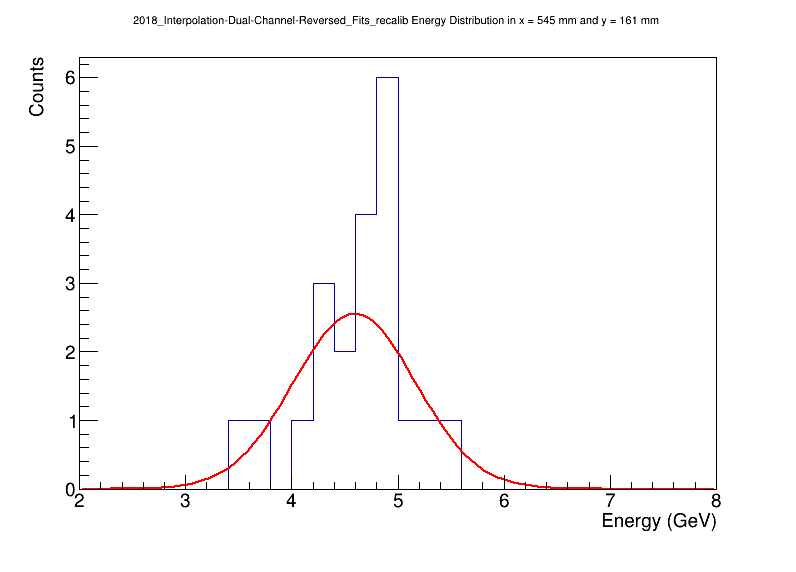 2018_Interpolation-Dual-Channel-Reversed_Fits_recalib Energy Distribution in x = 545 mm and y = 161 mm
Counts
6
5
4
3
2
1
0
2 3 4 5 6 7 8
Energy (GeV)